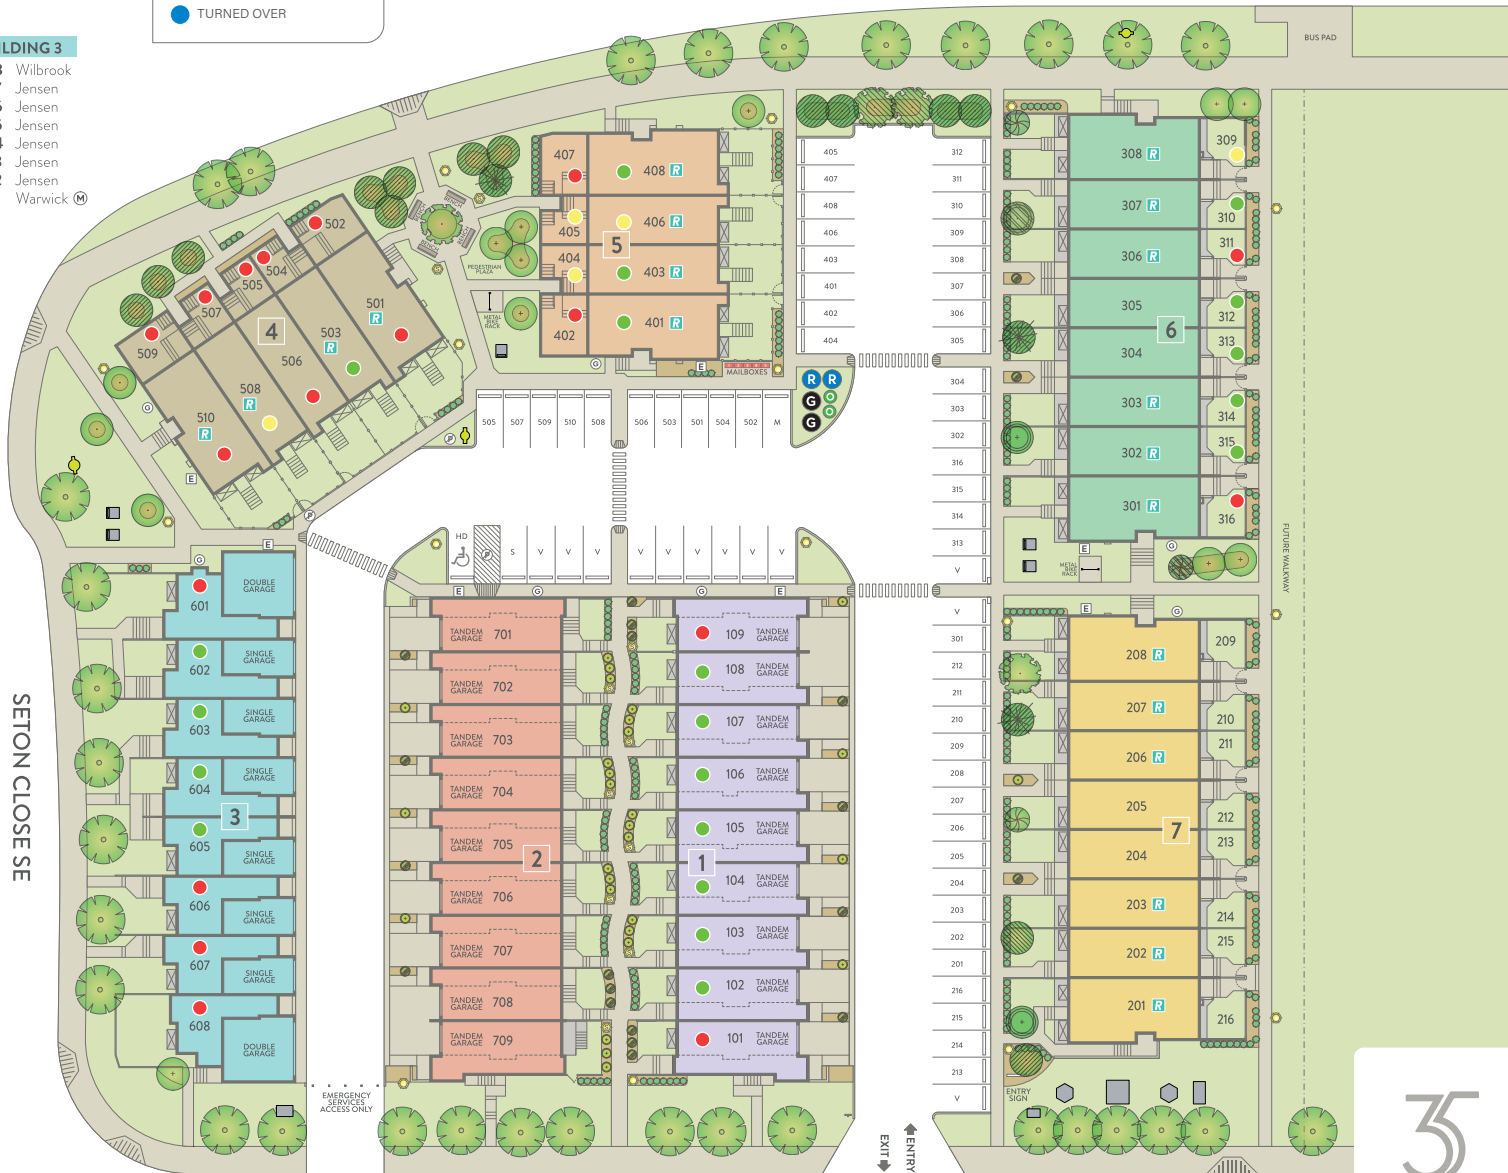 TURNED OVER
LDING 3
Wilbrook
Jensen
Jensen
Jensen
Jensen
Jensen
Jensen
Warwick M
BUS PAD
407
408 R
405
406 R
5
404
403 R
402
401 R
PEDESTRIAN
PLAZA
METAL
BIKE
RACK
BENCH
BENCH
BENCH
BENCH
MAILBOXES
E
G
502
504
505
507
509
501
R
503
R
4
506
508
R
510
R
G
E
P
P
405
407
408
406
403
401
402
404
312
311
310
309
308
307
306
305
304
303
302
316
315
314
313
V
R R
G
G
505
507
509
510
508
506
503
501
504
502
M
HD
P
S
V
V
V
V
V
V
V
V
V
308 R
307 R
306 R
305
6
304
303 R
302 R
301 R
309
310
311
312
313
314
315
316
E
G
METAL
BIKE
RACK
FUTURE WALKWAY
SETON CLOSE SE
E
G
601
DOUBLE
GARAGE
602
SINGLE
GARAGE
603
SINGLE
GARAGE
604
SINGLE
GARAGE
3
605
SINGLE
GARAGE
606
SINGLE
GARAGE
607
SINGLE
GARAGE
608
DOUBLE
GARAGE
EMERGENCY
SERVICES
ACCESS ONLY
E
G
TANDEM
GARAGE
701
TANDEM
GARAGE
702
TANDEM
GARAGE
703
TANDEM
GARAGE
704
TANDEM
GARAGE
705
2
TANDEM
GARAGE
706
TANDEM
GARAGE
707
TANDEM
GARAGE
708
TANDEM
GARAGE
709
G
E
109
TANDEM
GARAGE
108
TANDEM
GARAGE
107
TANDEM
GARAGE
106
TANDEM
GARAGE
105
TANDEM
GARAGE
1
104
TANDEM
GARAGE
103
TANDEM
GARAGE
102
TANDEM
GARAGE
101
TANDEM
GARAGE
V
301
212
211
210
209
208
207
206
205
204
203
202
201
216
215
214
213
V
E
G
208 R
207 R
206 R
205
7
204
203 R
202 R
201 R
209
210
211
212
213
214
215
216
ENTRY
SIGN
EXIT
ENTRY
35